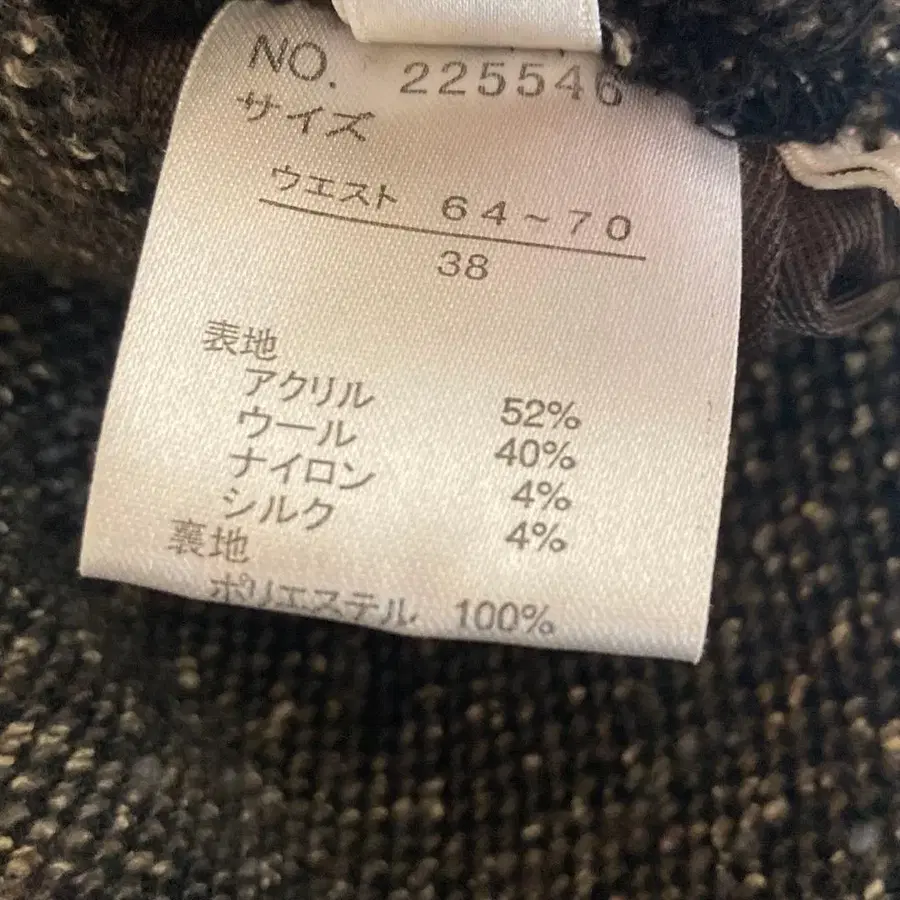 NO. 225546
サイズ
ウエスト 64~70
38
表地
アクリル 52%
ウール 40%
ナイロン 4%
シルク 4%
裏地
ポリエステル 100%